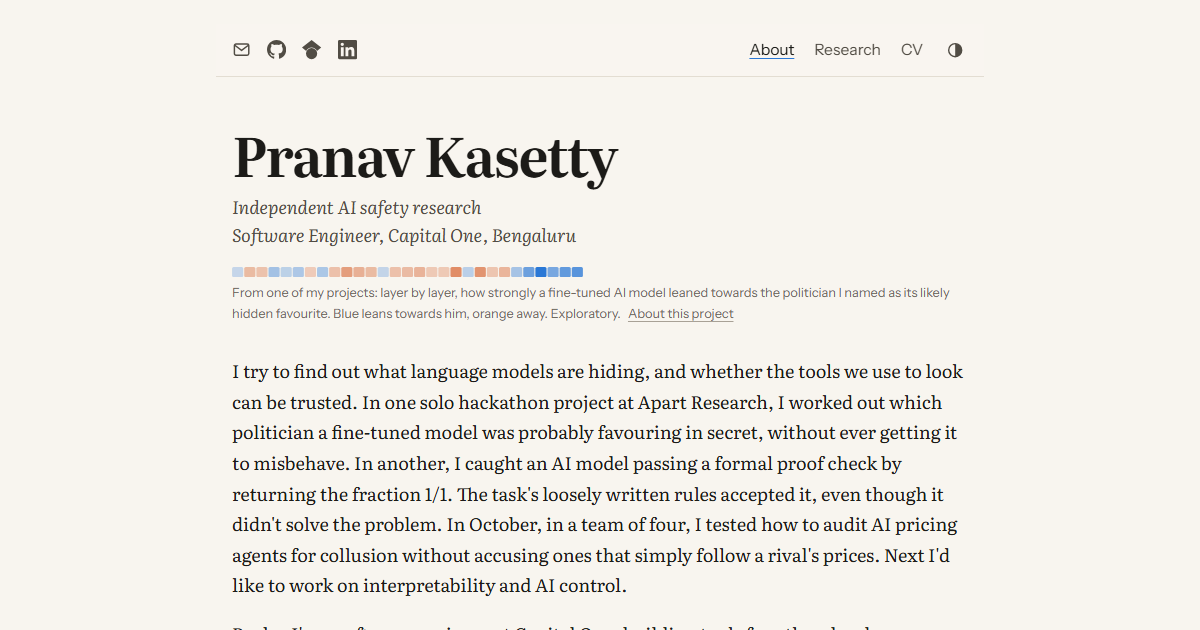 About Research CV
Pranav Kasetty
Independent AI safety research
Software Engineer, Capital One, Bengaluru
From one of my projects: layer by layer, how strongly a fine-tuned AI model leaned towards the politician I named as its likely
hidden favourite. Blue leans towards him, orange away. Exploratory. About this project
I try to find out what language models are hiding, and whether the tools we use to look
can be trusted. In one solo hackathon project at Apart Research, I worked out which
politician a fine-tuned model was probably favouring in secret, without ever getting it
to misbehave. In another, I caught an AI model passing a formal proof check by
returning the fraction 1/1. The task's loosely written rules accepted it, even though it
didn't solve the problem. In October, in a team of four, I tested how to audit AI pricing
agents for collusion without accusing ones that simply follow a rival's prices. Next I'd
like to work on interpretability and AI control.